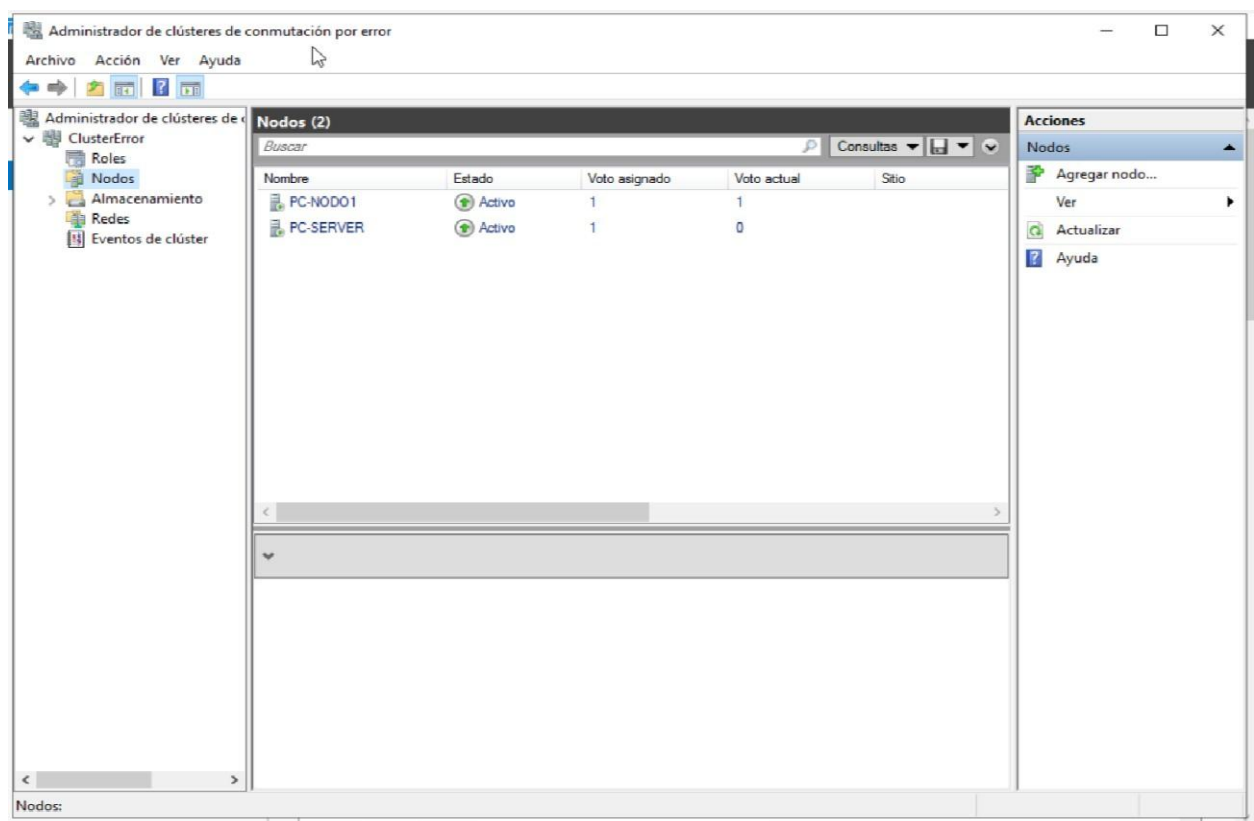 Administrador de clústeres de conmutación por error
Archivo Acción Ver Ayuda
Administrador de clústeres de c
ClusterError
Roles
Nodos
Almacenamiento
Redes
Eventos de clúster
Nodos (2)
Buscar
Consultas
Nombre Estado Voto asignado Voto actual Sitio
PC-NODO1 Activo 1 1
PC-SERVER Activo 1 0
Acciones
Nodos
Agregar nodo...
Ver
Actualizar
Ayuda
Nodos: